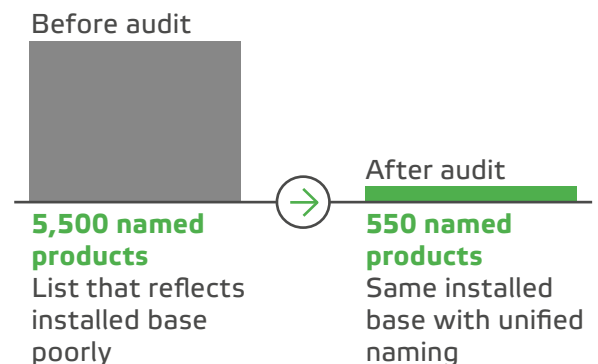 Before audit
After audit
5,500 named
products
List that reflects
installed base
poorly
550 named
products
Same installed
base with unified
naming